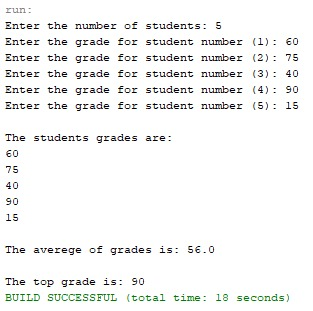 run:
Enter the number of students: 5
Enter the grade for student number (1): 60
Enter the grade for student number (2): 75
Enter the grade for student number (3): 40
Enter the grade for student number (4): 90
Enter the grade for student number (5): 15
The students grades are:
60
75
40
90
15
The averege of grades is: 56.0
The top grade is: 90
BUILD SUCCESSFUL (total time: 18 seconds)